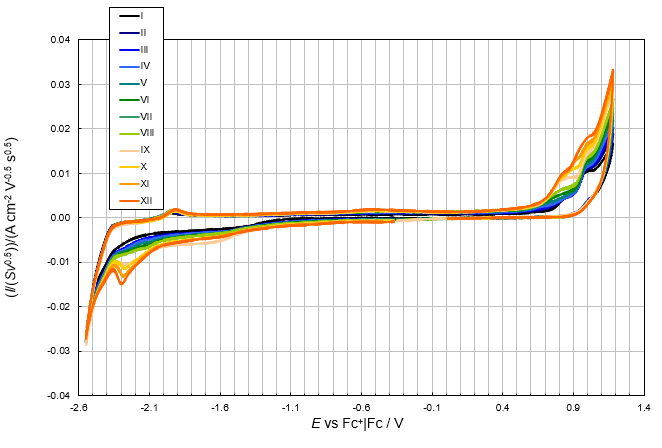 I
II
III
IV
V
VI
VII
VIII
IX
X
XI
XII
0.04
0.03
0.02
0.01
0.00
-0.01
-0.02
-0.03
-0.04
(I/(Sv^0.5))/(A cm^-2 V^-0.5 s^0.5)
-2.6 -2.1 -1.6 -1.1 -0.6 -0.1 0.4 0.9 1.4
E vs Fc+|Fc / V